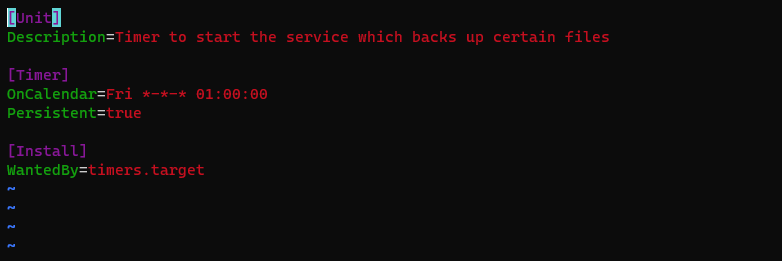 [Unit]
Description=Timer to start the service which backs up certain files
[Timer]
OnCalendar=Fri *-*-* 01:00:00
Persistent=true
[Install]
WantedBy=timers.target
~
~
~
~